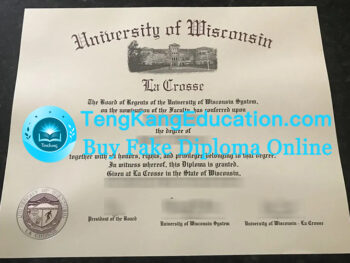 University of Wisconsin
La Crosse
The Board of Regents of the University of Wisconsin System,
on the nomination of the Faculty, has conferred upon
TengKangEducation.com
the degree of
Tenkang
Buy Fake Diploma Online
together with all honors, rights, and privileges belonging to that degree.
In witness whereof, this Diploma is granted.
Given at La Crosse in the State of Wisconsin,
President of the Board
University of Wisconsin System
University of Wisconsin - La Crosse